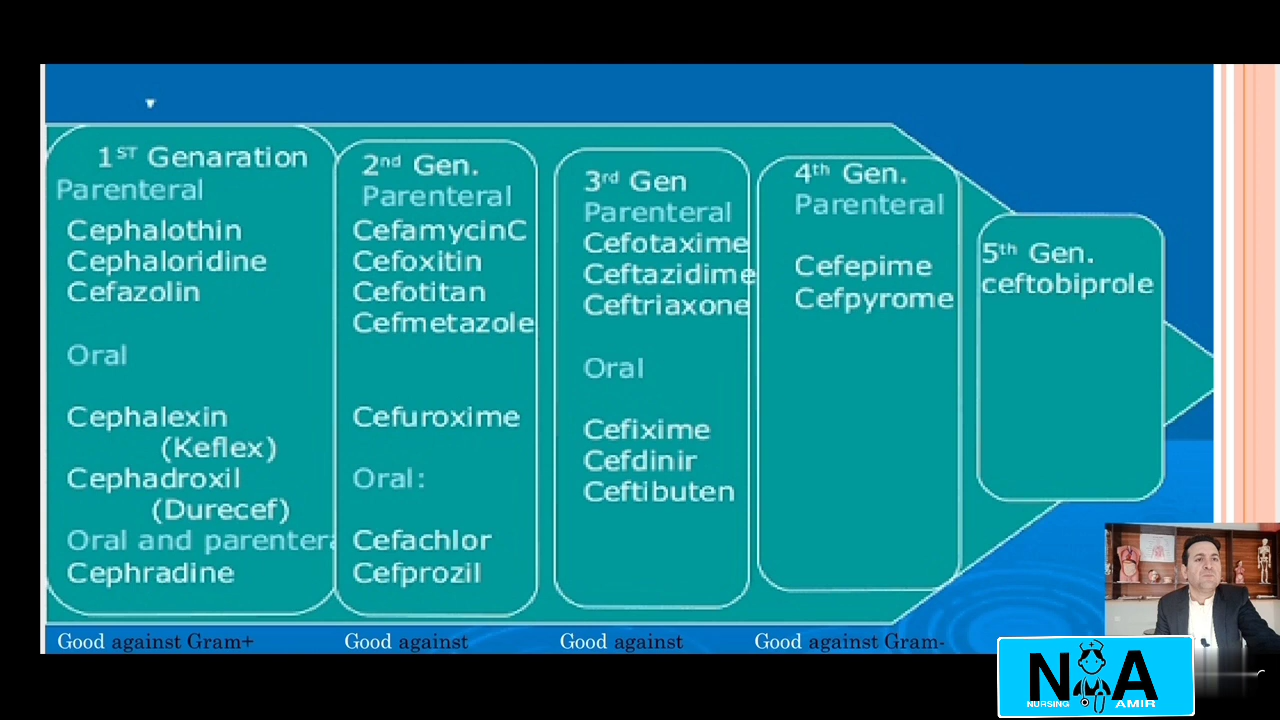 1ST Genaration
Parenteral
Cephalothin
Cephaloridine
Cefazolin
Oral
Cephalexin
(Keflex)
Cephadroxil
(Durecef)
Oral and parentera
Cephradine
Good against Gram+
2nd Gen.
Parenteral
CefamycinC
Cefoxitin
Cefotitan
Cefmetazole
Cefuroxime
Oral:
Cefachlor
Cefprozil
Good against
3rd Gen
Parenteral
Cefotaxime
Ceftazidime
Ceftriaxone
Oral
Cefixime
Cefdinir
Ceftibuten
Good against
4th Gen.
Parenteral
Cefepime
Cefpyrome
Good against Gram-
5th Gen.
ceftobiprole
N A
NURSING AMIR